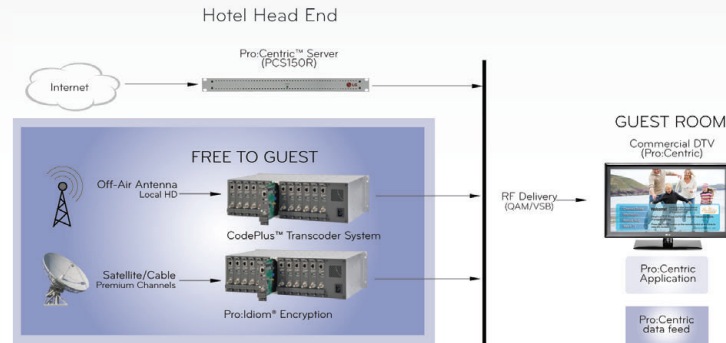 Hotel Head End
Pro:Centric™ Server
(PCS150R)
Internet
FREE TO GUEST
Off-Air Antenna
Local HD
CodePlus™ Transcoder System
Satellite/Cable
Premium Channels
Pro:Idiom® Encryption
RF Delivery
(QAM/VSB)
GUEST ROOM
Commercial DTV
(Pro:Centric)
Pro:Centric
Application
Pro:Centric
data feed